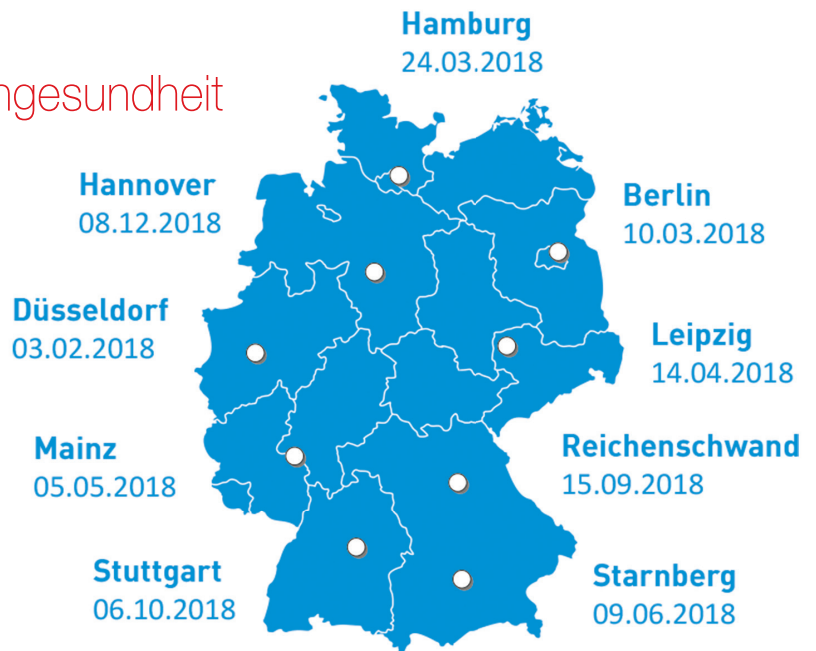 Hamburg
24.03.2018
ngesundheit
Hannover
08.12.2018
Berlin
10.03.2018
Düsseldorf
03.02.2018
Leipzig
14.04.2018
Mainz
05.05.2018
Reichenschwand
15.09.2018
Stuttgart
06.10.2018
Starnberg
09.06.2018